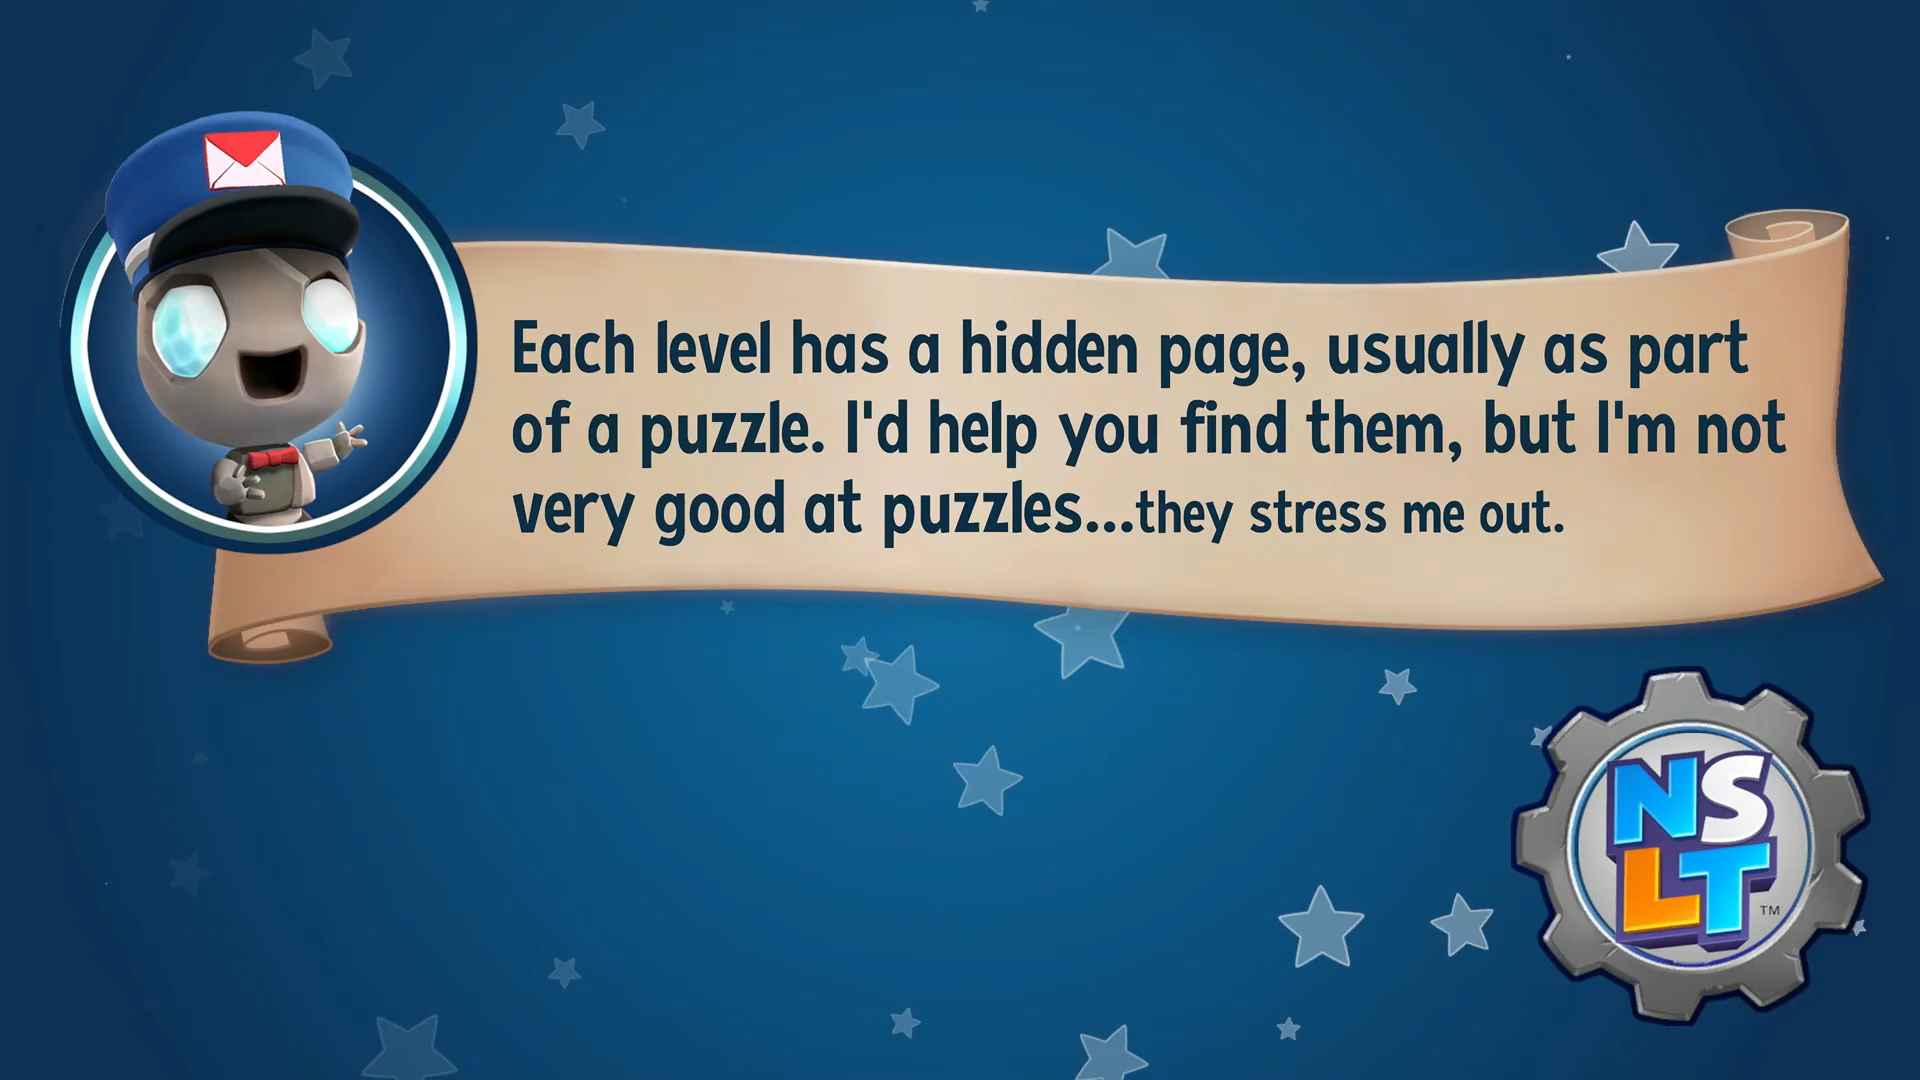 Each level has a hidden page, usually as part
of a puzzle. I'd help you find them, but I'm not
very good at puzzles...they stress me out.
NS
LT
TM